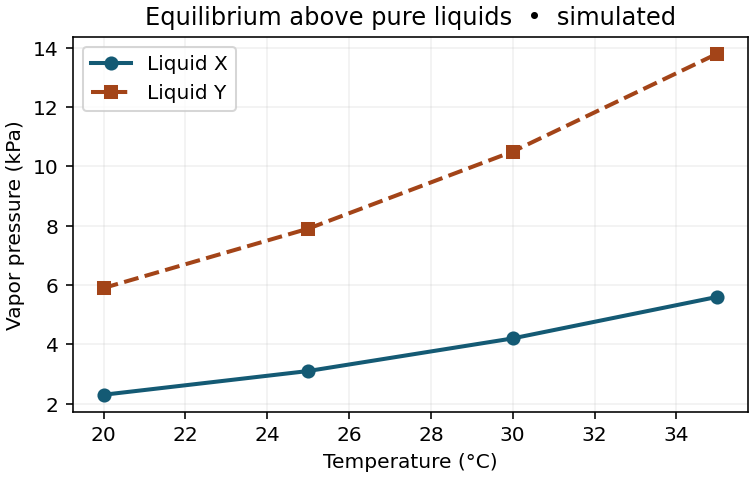 Equilibrium above pure liquids • simulated
Liquid X
Liquid Y
Vapor pressure (kPa)
14
12
10
8
6
4
2
20 22 24 26 28 30 32 34
Temperature (°C)